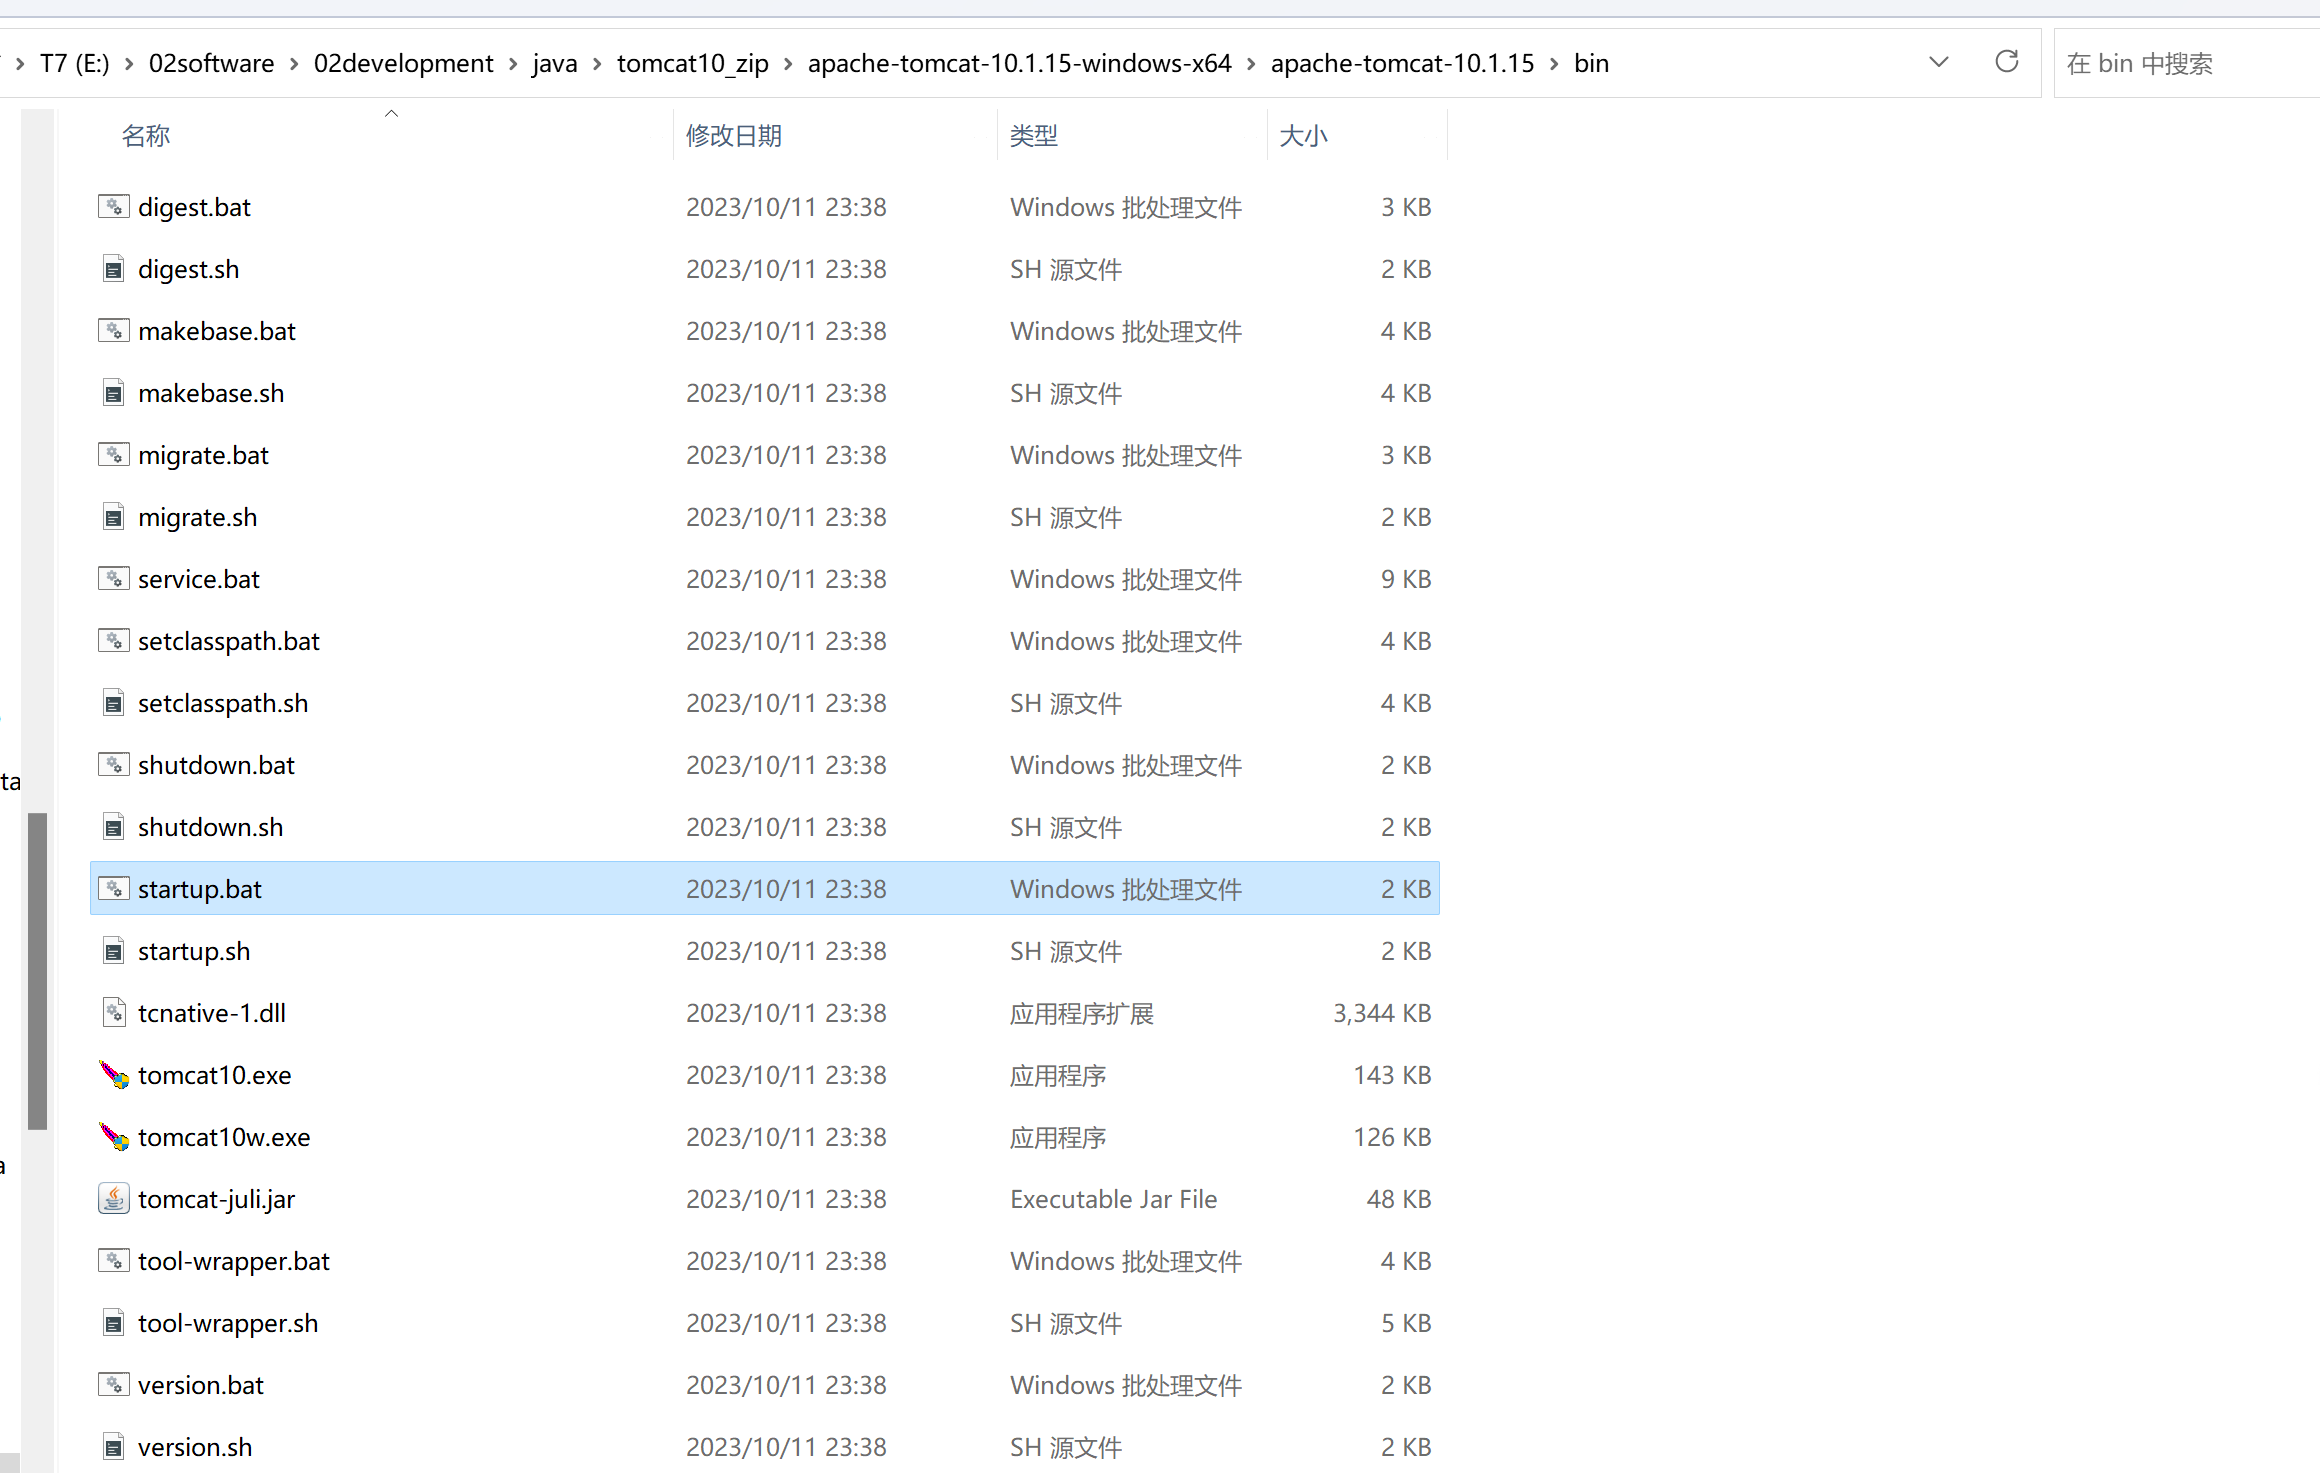 T7 (E:) › 02software › 02development › java › tomcat10_zip › apache-tomcat-10.1.15-windows-x64 › apache-tomcat-10.1.15 › bin 在 bin 中搜索
名称 修改日期 类型 大小
digest.bat 2023/10/11 23:38 Windows 批处理文件 3 KB
digest.sh 2023/10/11 23:38 SH 源文件 2 KB
makebase.bat 2023/10/11 23:38 Windows 批处理文件 4 KB
makebase.sh 2023/10/11 23:38 SH 源文件 4 KB
migrate.bat 2023/10/11 23:38 Windows 批处理文件 3 KB
migrate.sh 2023/10/11 23:38 SH 源文件 2 KB
service.bat 2023/10/11 23:38 Windows 批处理文件 9 KB
setclasspath.bat 2023/10/11 23:38 Windows 批处理文件 4 KB
setclasspath.sh 2023/10/11 23:38 SH 源文件 4 KB
shutdown.bat 2023/10/11 23:38 Windows 批处理文件 2 KB
ta
shutdown.sh 2023/10/11 23:38 SH 源文件 2 KB
startup.bat 2023/10/11 23:38 Windows 批处理文件 2 KB
startup.sh 2023/10/11 23:38 SH 源文件 2 KB
tcnative-1.dll 2023/10/11 23:38 应用程序扩展 3,344 KB
tomcat10.exe 2023/10/11 23:38 应用程序 143 KB
tomcat10w.exe 2023/10/11 23:38 应用程序 126 KB
a
tomcat-juli.jar 2023/10/11 23:38 Executable Jar File 48 KB
tool-wrapper.bat 2023/10/11 23:38 Windows 批处理文件 4 KB
tool-wrapper.sh 2023/10/11 23:38 SH 源文件 5 KB
version.bat 2023/10/11 23:38 Windows 批处理文件 2 KB
version.sh 2023/10/11 23:38 SH 源文件 2 KB